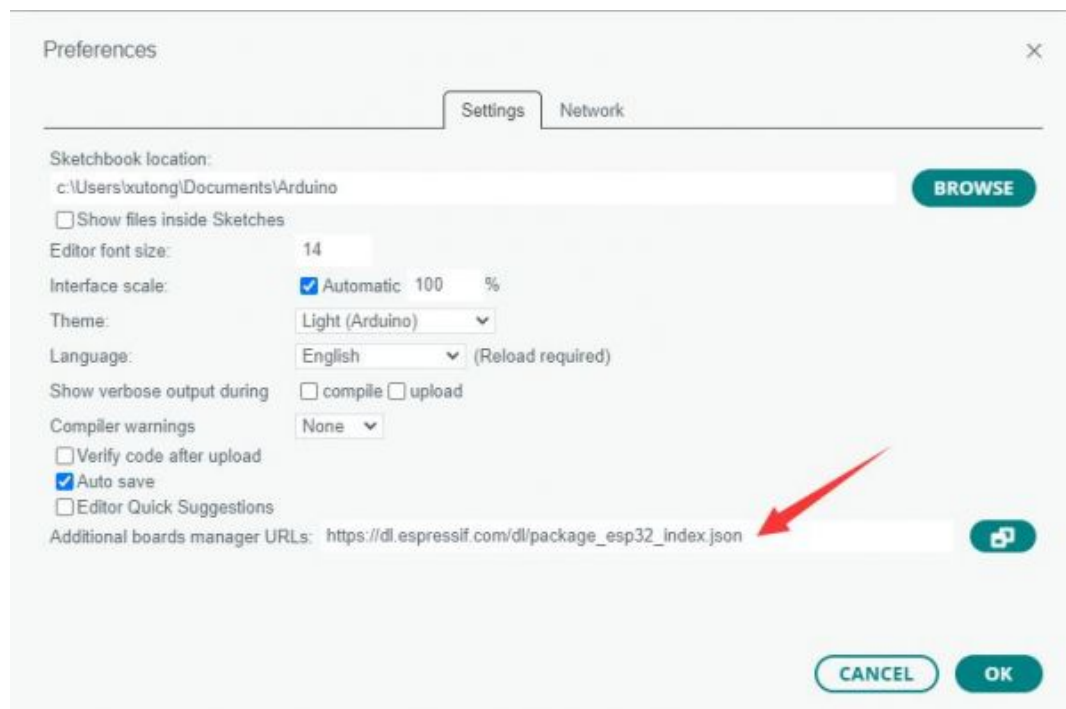 Preferences
Settings Network
Sketchbook location:
c:\Users\xutong\Documents\Arduino
BROWSE
Show files inside Sketches
Editor font size: 14
Interface scale: Automatic 100 %
Theme: Light (Arduino)
Language: English (Reload required)
Show verbose output during compile upload
Compiler warnings None
Verify code after upload
Auto save
Editor Quick Suggestions
Additional boards manager URLs: https://dl.espressif.com/dl/package_esp32_index.json
CANCEL OK